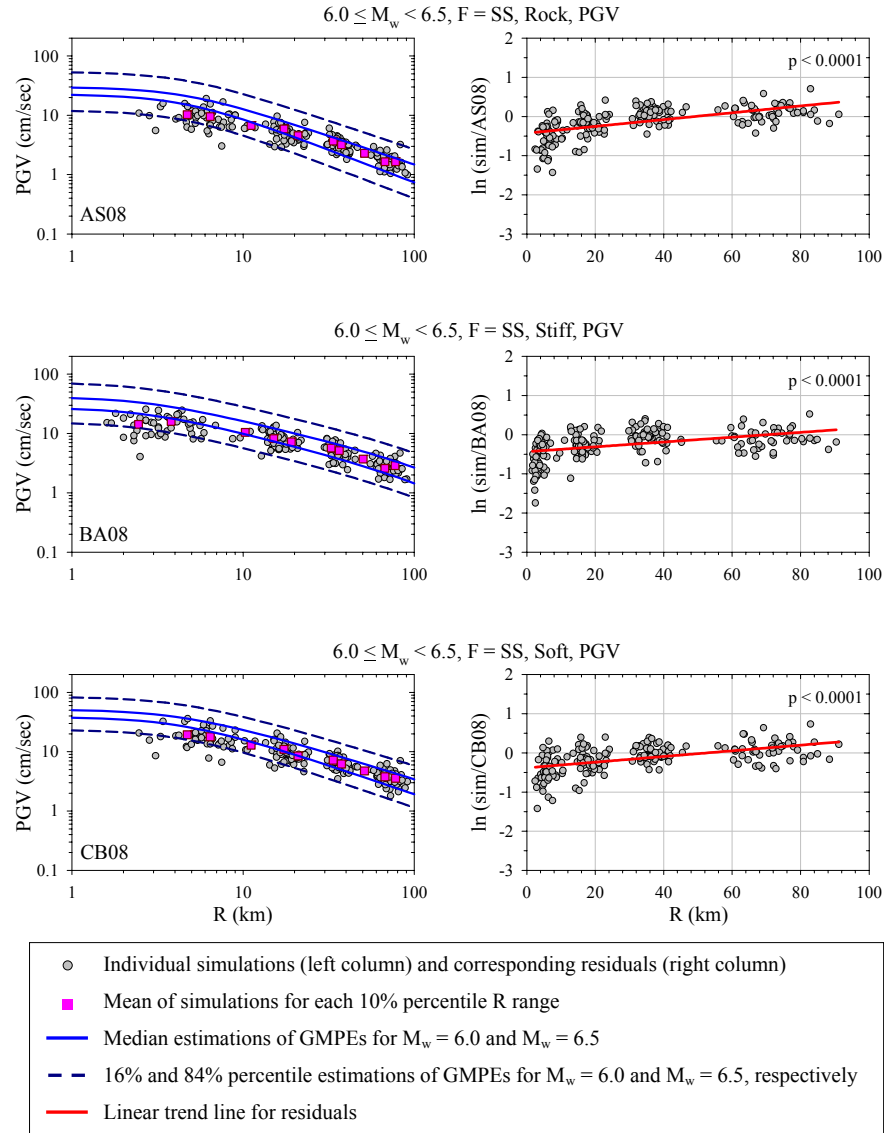 6.0 ≤ M_w < 6.5, F = SS, Rock, PGV
PGV (cm/sec)
100
10
1
0.1
1 10 100
AS08
ln (sim/AS08)
2
1
0
-1
-2
-3
0 20 40 60 80 100
p < 0.0001
6.0 ≤ M_w < 6.5, F = SS, Stiff, PGV
PGV (cm/sec)
100
10
1
0.1
1 10 100
BA08
ln (sim/BA08)
2
1
0
-1
-2
-3
0 20 40 60 80 100
p < 0.0001
6.0 ≤ M_w < 6.5, F = SS, Soft, PGV
PGV (cm/sec)
100
10
1
0.1
1 10 100
CB08
R (km)
ln (sim/CB08)
2
1
0
-1
-2
-3
0 20 40 60 80 100
p < 0.0001
R (km)
Individual simulations (left column) and corresponding residuals (right column)
Mean of simulations for each 10% percentile R range
Median estimations of GMPEs for M_w = 6.0 and M_w = 6.5
16% and 84% percentile estimations of GMPEs for M_w = 6.0 and M_w = 6.5, respectively
Linear trend line for residuals